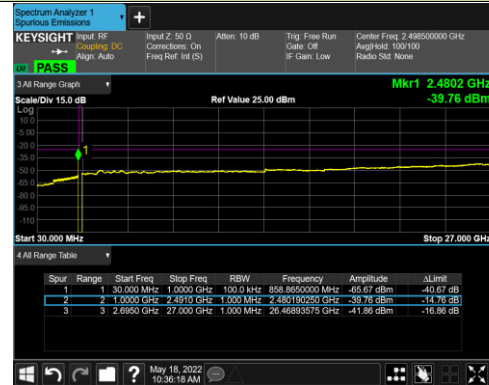 Spectrum Analyzer 1
Spurious Emissions
+
KEYSIGHT Input: RF Input Z: 50 Ω Atten: 10 dB Trig: Free Run Center Freq: 2.498500000 GHz
Coupling: DC Corrections: On Gate: Off Avg|Hold: 100/100
Align: Auto Freq Ref: Int (S) IF Gain: Low Radio Std: None
PASS
3 All Range Graph Mkr1 2.4802 GHz
Scale/Div 15.0 dB Ref Value 25.00 dBm -39.76 dBm
Log
10.0
-5.00
-20.0
1
-35.0
-50.0
-65.0
-80.0
-95.0
-110
Start 30.000 MHz Stop 27.000 GHz
4 All Range Table
Spur Range Start Freq Stop Freq RBW Frequency Amplitude ΔLimit
1 1 30.000 MHz 1.0000 GHz 100.0 kHz 858.8650000 MHz -65.67 dBm -40.67 dB
2 2 1.0000 GHz 2.4910 GHz 1.000 MHz 2.480190250 GHz -39.76 dBm -14.76 dB
3 3 2.6950 GHz 27.000 GHz 1.000 MHz 26.46893575 GHz -41.86 dBm -16.86 dB
? May 18, 2022
10:36:18 AM